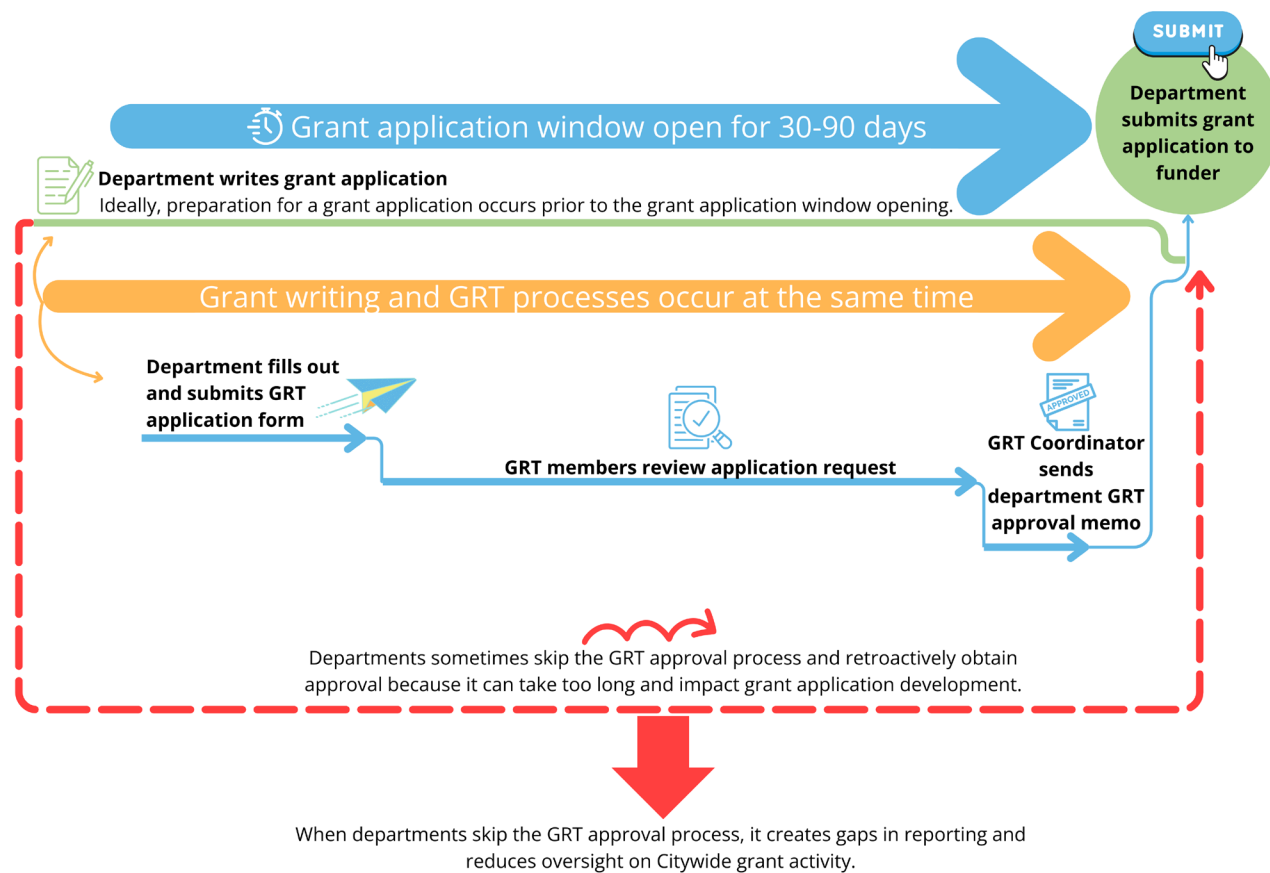 SUBMIT
Department
submits grant
application to
funder
Grant application window open for 30-90 days
Department writes grant application
Ideally, preparation for a grant application occurs prior to the grant application window opening.
Grant writing and GRT processes occur at the same time
Department fills out
and submits GRT
application form
GRT members review application request
APPROVED
GRT Coordinator
sends
department GRT
approval memo
Departments sometimes skip the GRT approval process and retroactively obtain
approval because it can take too long and impact grant application development.
When departments skip the GRT approval process, it creates gaps in reporting and
reduces oversight on Citywide grant activity.